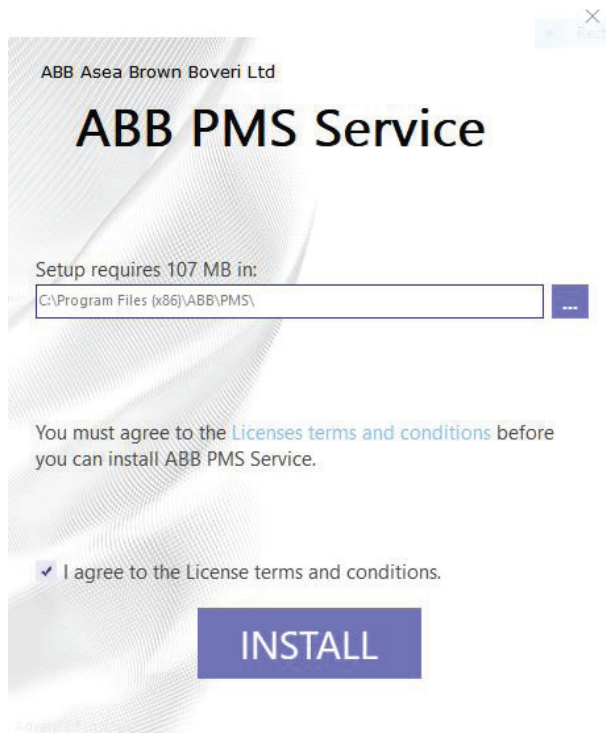 ABB Asea Brown Boveri Ltd
ABB PMS Service
Setup requires 107 MB in:
C:\Program Files (x86)\ABB\PMS\
...
You must agree to the Licenses terms and conditions before
you can install ABB PMS Service.
I agree to the License terms and conditions.
INSTALL